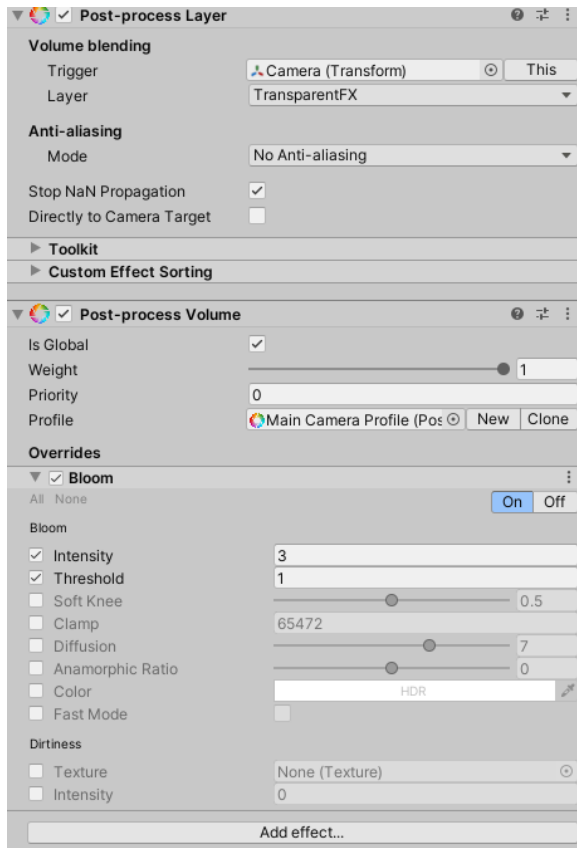 Post-process Layer
Volume blending
Trigger Camera (Transform) This
Layer TransparentFX
Anti-aliasing
Mode No Anti-aliasing
Stop NaN Propagation
Directly to Camera Target
Toolkit
Custom Effect Sorting
Post-process Volume
Is Global
Weight 1
Priority 0
Profile Main Camera Profile (Pos New Clone
Overrides
Bloom
All None On Off
Bloom
Intensity 3
Threshold 1
Soft Knee 0.5
Clamp 65472
Diffusion 7
Anamorphic Ratio 0
Color HDR
Fast Mode
Dirtiness
Texture None (Texture)
Intensity 0
Add effect...